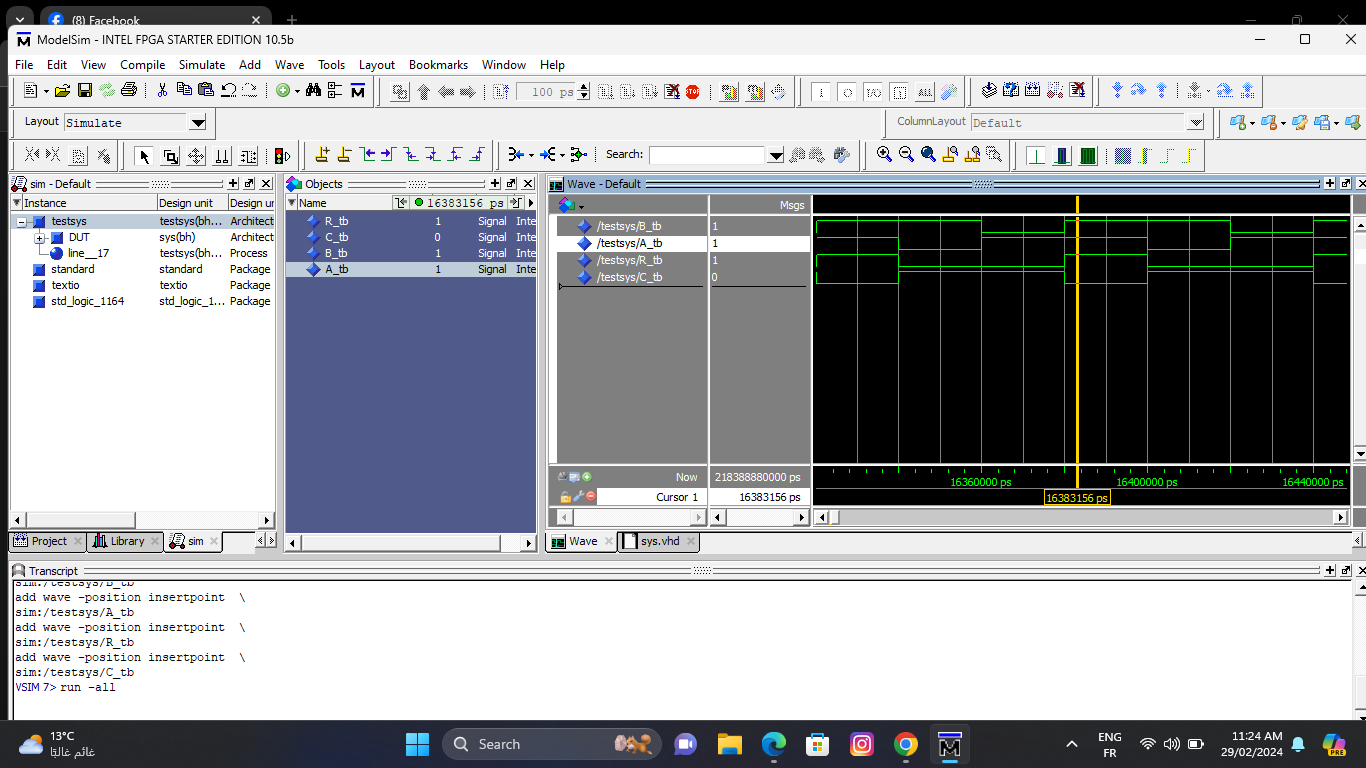 (8) Facebook
ModelSim - INTEL FPGA STARTER EDITION 10.5b
File Edit View Compile Simulate Add Wave Tools Layout Bookmarks Window Help
100 ps
Layout Simulate
ColumnLayout Default
Search:
sim - Default
Instance Design unit Design un
testsys testsys(bh... Architect
DUT sys(bh) Architect
line__17 testsys(bh... Process
standard standard Package
textio textio Package
std_logic_1164 std_logic_1... Package
Project Library sim
Objects
Name 16383156 ps
R_tb 1 Signal Inte
C_tb 0 Signal Inte
B_tb 1 Signal Inte
A_tb 1 Signal Inte
Wave - Default
Msgs
/testsys/B_tb 1
/testsys/A_tb 1
/testsys/R_tb 1
/testsys/C_tb 0
Now 218388880000 ps
Cursor 1 16383156 ps
16360000 ps 16400000 ps 16440000 ps
16383156 ps
Wave sys.vhd
Transcript
sim:/testsys/B_tb
add wave -position insertpoint \
sim:/testsys/A_tb
add wave -position insertpoint \
sim:/testsys/R_tb
add wave -position insertpoint \
sim:/testsys/C_tb
VSIM 7> run -all
13°C
غائم غالبًا
Search
ENG
FR
11:24 AM
29/02/2024
PRE